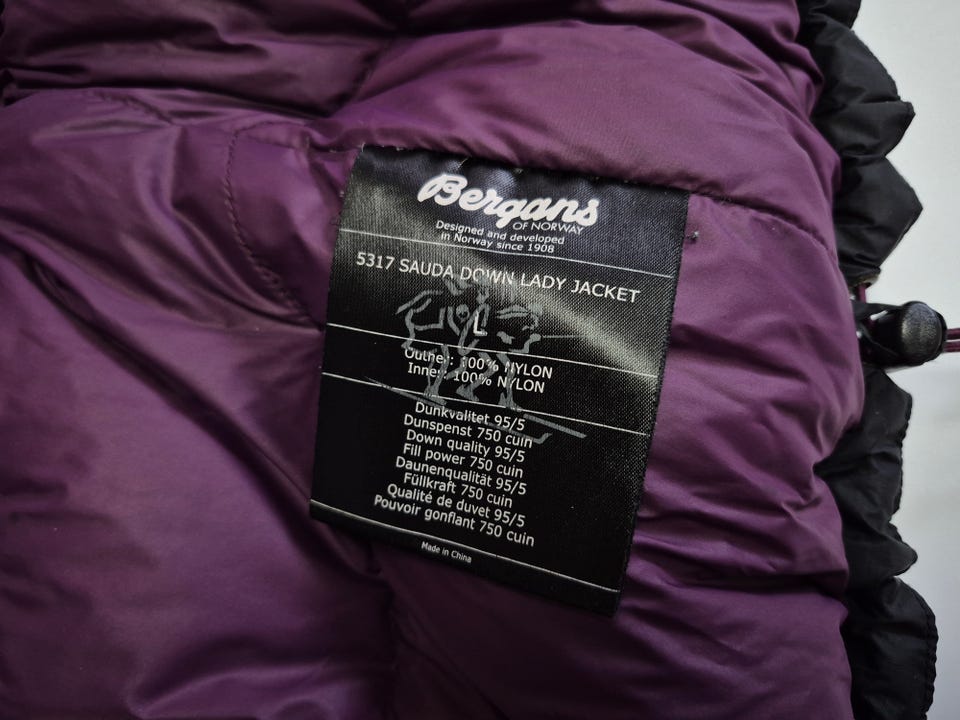 Bergans
OF NORWAY
Designed and developed
in Norway since 1908
5317 SAUDA DOWN LADY JACKET
L
Outher: 100% NYLON
Inner: 100% NYLON
Dunkvalitet 95/5
Dunspenst 750 cuin
Down quality 95/5
Fill power 750 cuin
Daunenqualität 95/5
Füllkraft 750 cuin
Qualité de duvet 95/5
Pouvoir gonflant 750 cuin
Made in China